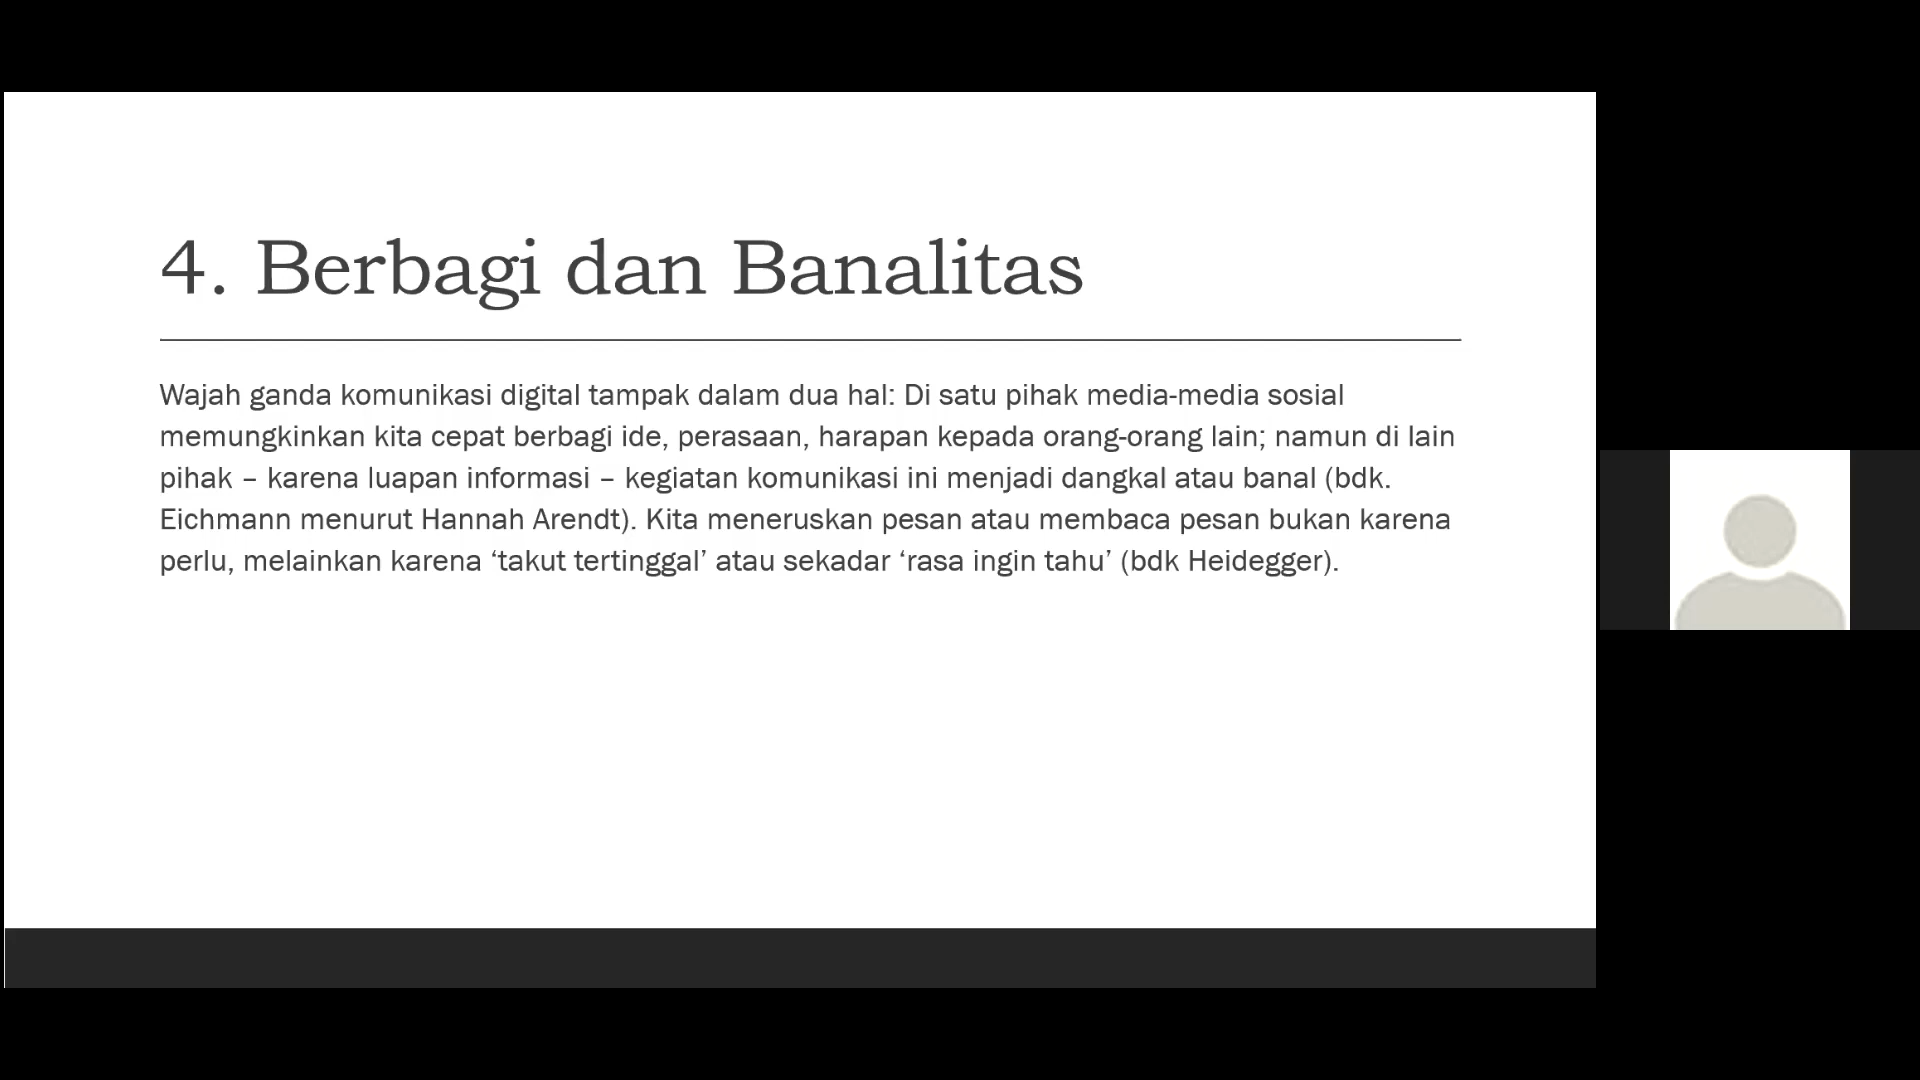 4. Berbagi dan Banalitas
Wajah ganda komunikasi digital tampak dalam dua hal: Di satu pihak media-media sosial
memungkinkan kita cepat berbagi ide, perasaan, harapan kepada orang-orang lain; namun di lain
pihak – karena luapan informasi – kegiatan komunikasi ini menjadi dangkal atau banal (bdk.
Eichmann menurut Hannah Arendt). Kita meneruskan pesan atau membaca pesan bukan karena
perlu, melainkan karena ‘takut tertinggal’ atau sekadar ‘rasa ingin tahu’ (bdk Heidegger).